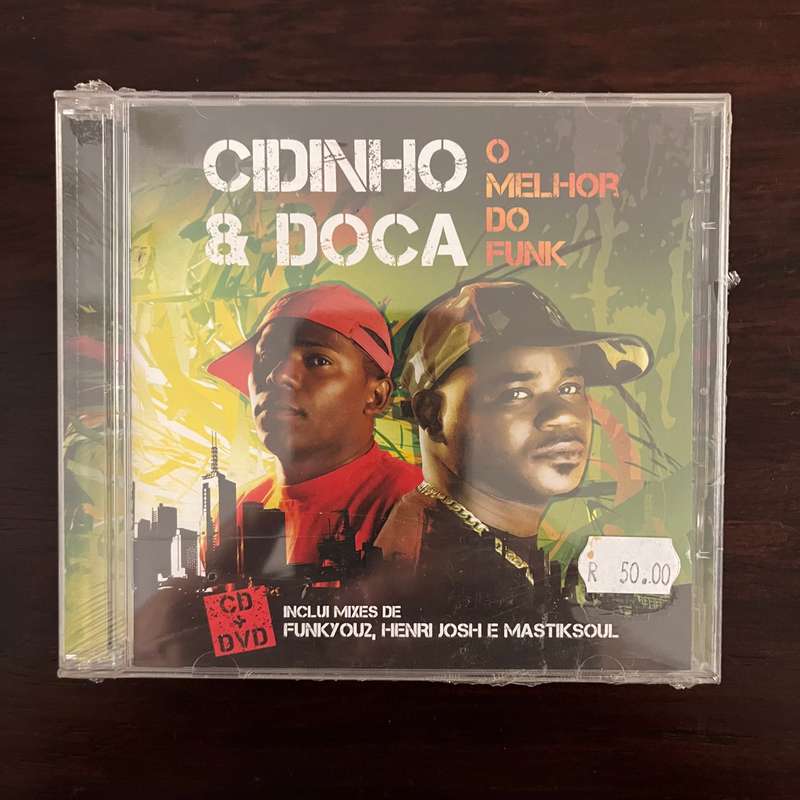 CIDINHO
& DOCA
O
MELHOR
DO
FUNK
CD
+
DVD
INCLUI MIXES DE
FUNKYOU2, HENRI JOSH E MASTIKSOUL
R 50.00